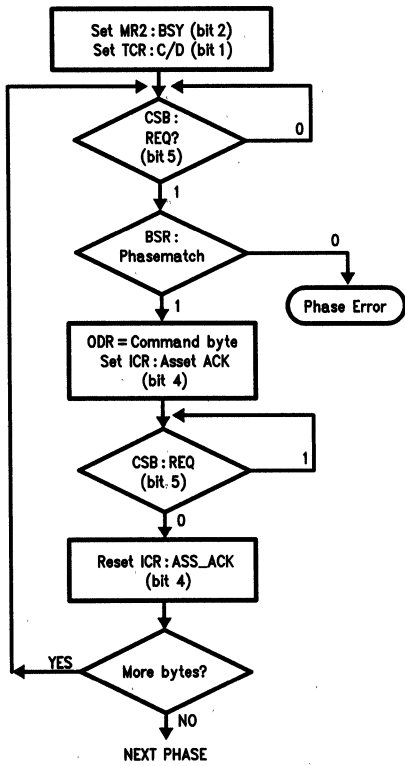 Set MR2:BSY (bit 2)
Set TCR:C/D (bit 1)
CSB:
REQ?
(bit 5)
0
1
BSR:
Phasematch
0
Phase Error
1
ODR=Command byte
Set ICR:Asset ACK
(bit 4)
CSB:REQ
(bit.5)
1
0
Reset ICR:ASS_ACK
(bit 4)
More bytes?
YES
NO
NEXT PHASE